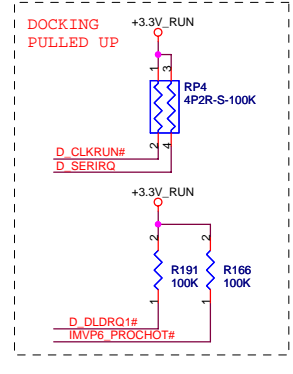 DOCKING
PULLED UP
+3.3V_RUN
1 3
RP4
4P2R-S-100K
2 4
D_CLKRUN#
D_SERIRQ
+3.3V_RUN
2 2
R191
100K
R166
100K
1 1
D_DLDRQ1#
IMVP6_PROCHOT#